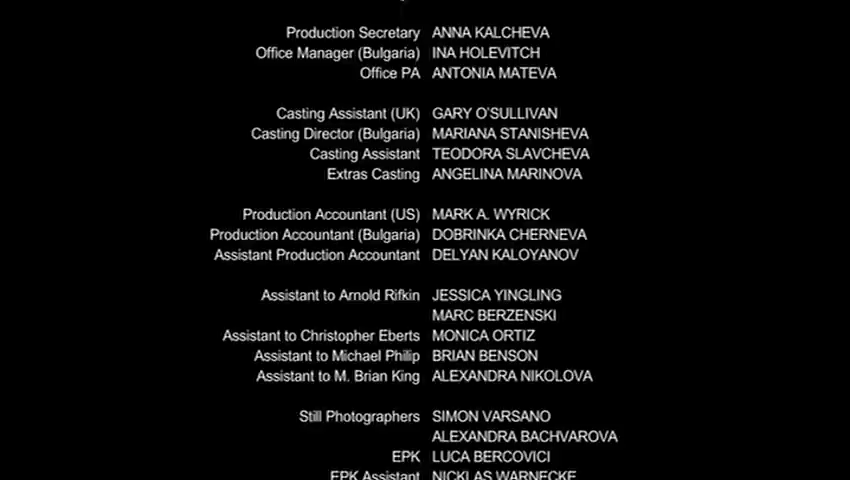 Production Secretary ANNA KALCHEVA
Office Manager (Bulgaria) INA HOLEVITCH
Office PA ANTONIA MATEVA
Casting Assistant (UK) GARY O'SULLIVAN
Casting Director (Bulgaria) MARIANA STANISHEVA
Casting Assistant TEODORA SLAVCHEVA
Extras Casting ANGELINA MARINOVA
Production Accountant (US) MARK A. WYRICK
Production Accountant (Bulgaria) DOBRINKA CHERNEVA
Assistant Production Accountant DELYAN KALOYANOV
Assistant to Arnold Rifkin JESSICA YINGLING
MARC BERZENSKI
Assistant to Christopher Eberts MONICA ORTIZ
Assistant to Michael Philip BRIAN BENSON
Assistant to M. Brian King ALEXANDRA NIKOLOVA
Still Photographers SIMON VARSANO
ALEXANDRA BACHVAROVA
EPK LUCA BERCOVICI
EPK Assistant NICKLAS WARNECKE